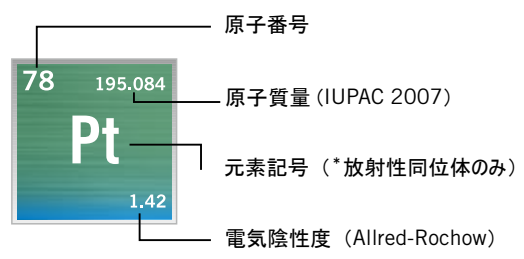 原子番号
78
195.084
原子質量 (IUPAC 2007)
Pt
元素記号 (*放射性同位体のみ)
1.42
電気陰性度 (Allred-Rochow)